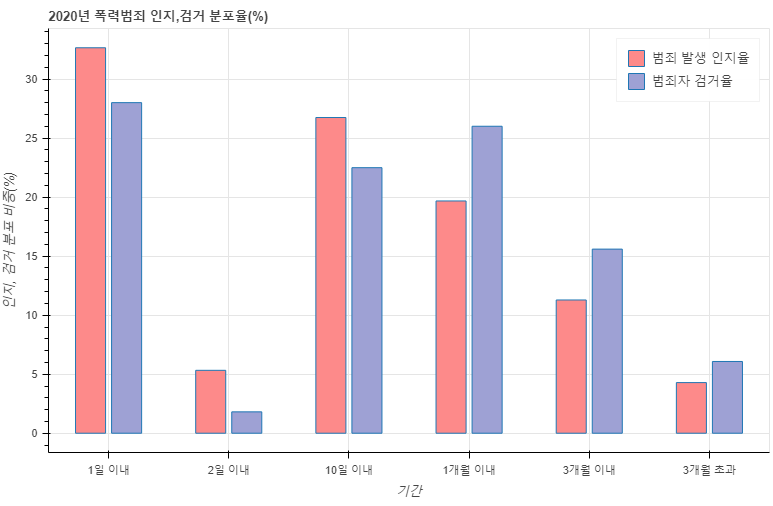 2020년 폭력범죄 인지,검거 분포율(%)
범죄 발생 인지율
범죄자 검거율
인지, 검거 분포 비중(%)
30
25
20
15
10
5
0
1일 이내
2일 이내
10일 이내
1개월 이내
3개월 이내
3개월 초과
기간